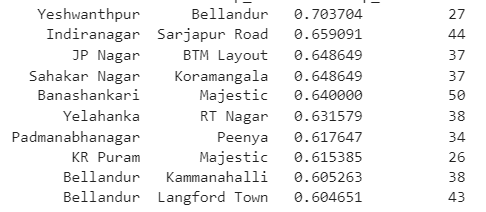 Yeshwanthpur Bellandur 0.703704 27
Indiranagar Sarjapur Road 0.659091 44
JP Nagar BTM Layout 0.648649 37
Sahakar Nagar Koramangala 0.648649 37
Banashankari Majestic 0.640000 50
Yelahanka RT Nagar 0.631579 38
Padmanabhanagar Peenya 0.617647 34
KR Puram Majestic 0.615385 26
Bellandur Kammanahalli 0.605263 38
Bellandur Langford Town 0.604651 43